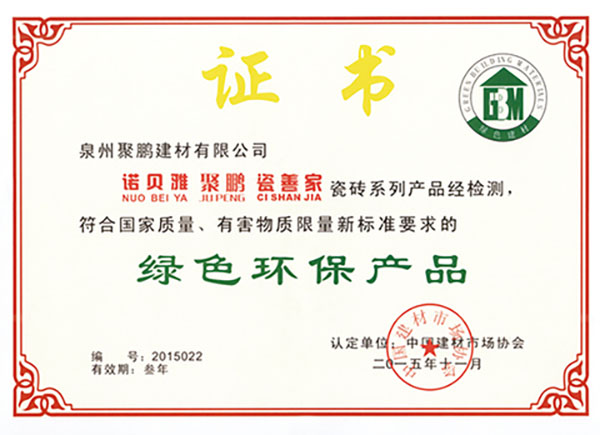 证 书
GREEN BUILDING MATERIALS
GBM
绿色建材
泉州聚鹏建材有限公司
诺贝雅 聚鹏 瓷善家 瓷砖系列产品经检测，
NUO BEI YA JU PENG CI SHAN JIA
符合国家质量、有害物质限量新标准要求的
绿色环保产品
编 号：2015022
有效期：叁年
认定单位：中国建材市场协会
二〇一五年十一月
中国建材市场协会